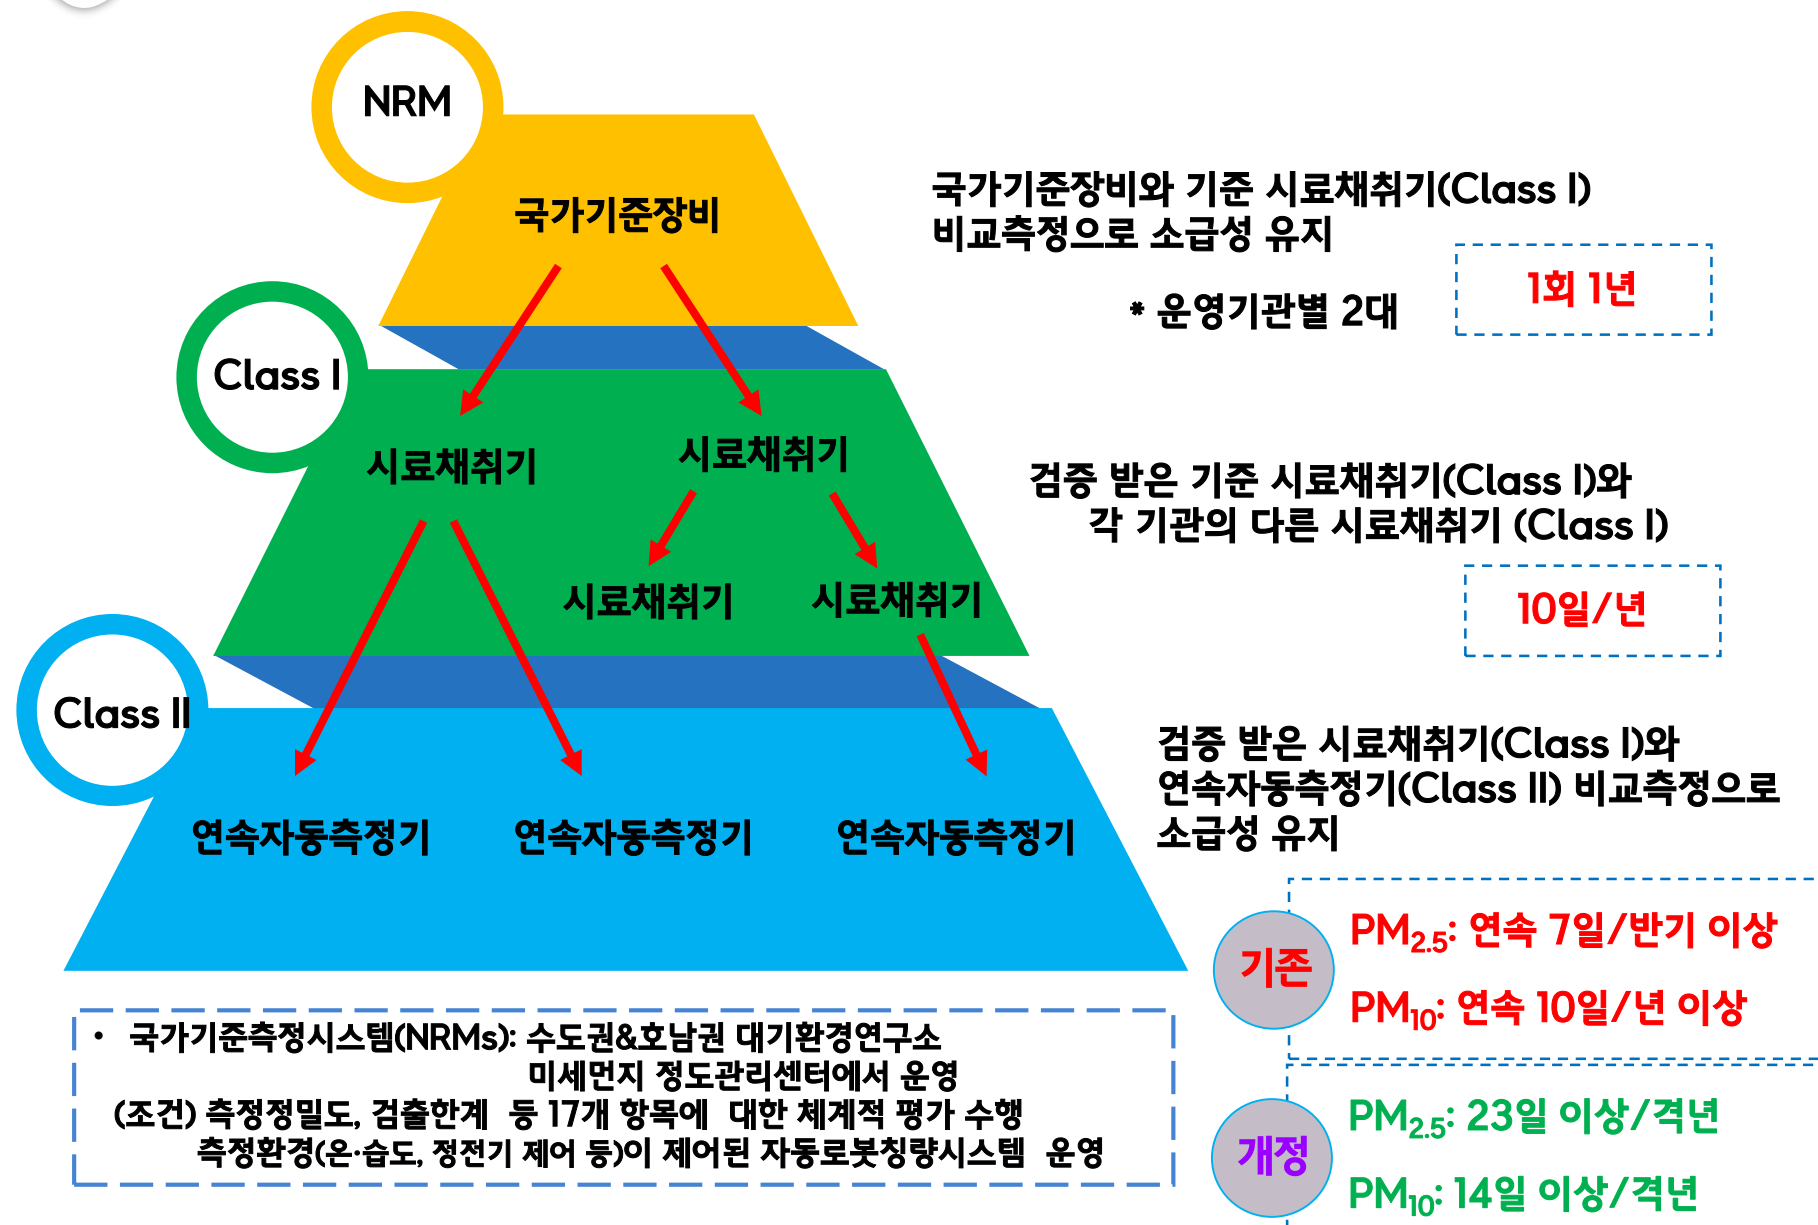 NRM
국가기준장비
국가기준장비와 기준 시료채취기(Class I)
비교측정으로 소급성 유지
* 운영기관별 2대
1회 1년
Class I
시료채취기
시료채취기
시료채취기
시료채취기
검증 받은 기준 시료채취기(Class I)와
각 기관의 다른 시료채취기 (Class I)
10일/년
Class II
연속자동측정기
연속자동측정기
연속자동측정기
검증 받은 시료채취기(Class I)와
연속자동측정기(Class II) 비교측정으로
소급성 유지
기존
PM2.5: 연속 7일/반기 이상
PM10: 연속 10일/년 이상
개정
PM2.5: 23일 이상/격년
PM10: 14일 이상/격년
• 국가기준측정시스템(NRMs): 수도권&호남권 대기환경연구소
미세먼지 정도관리센터에서 운영
(조건) 측정정밀도, 검출한계 등 17개 항목에 대한 체계적 평가 수행
측정환경(온·습도, 정전기 제어 등)이 제어된 자동로봇칭량시스템 운영